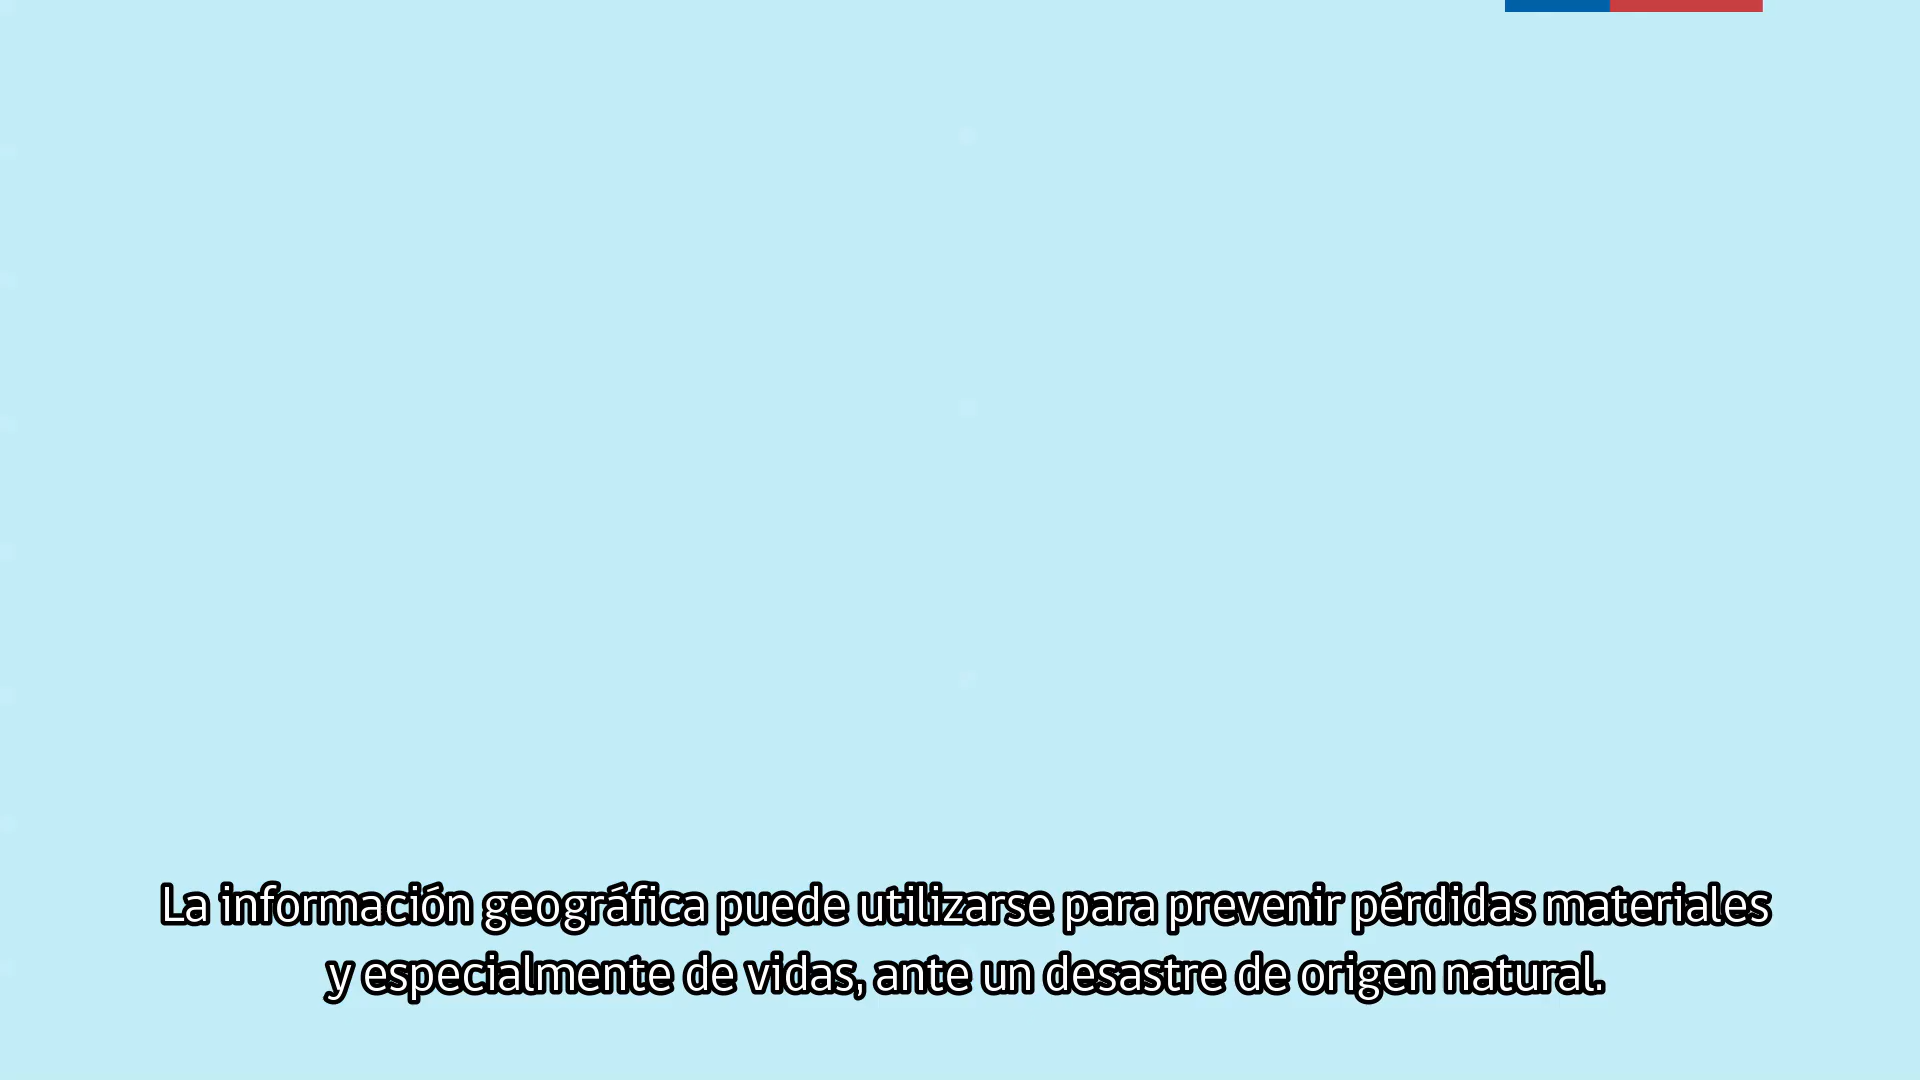 La información geográfica puede utilizarse para prevenir pérdidas materiales
y especialmente de vidas, ante un desastre de origen natural.